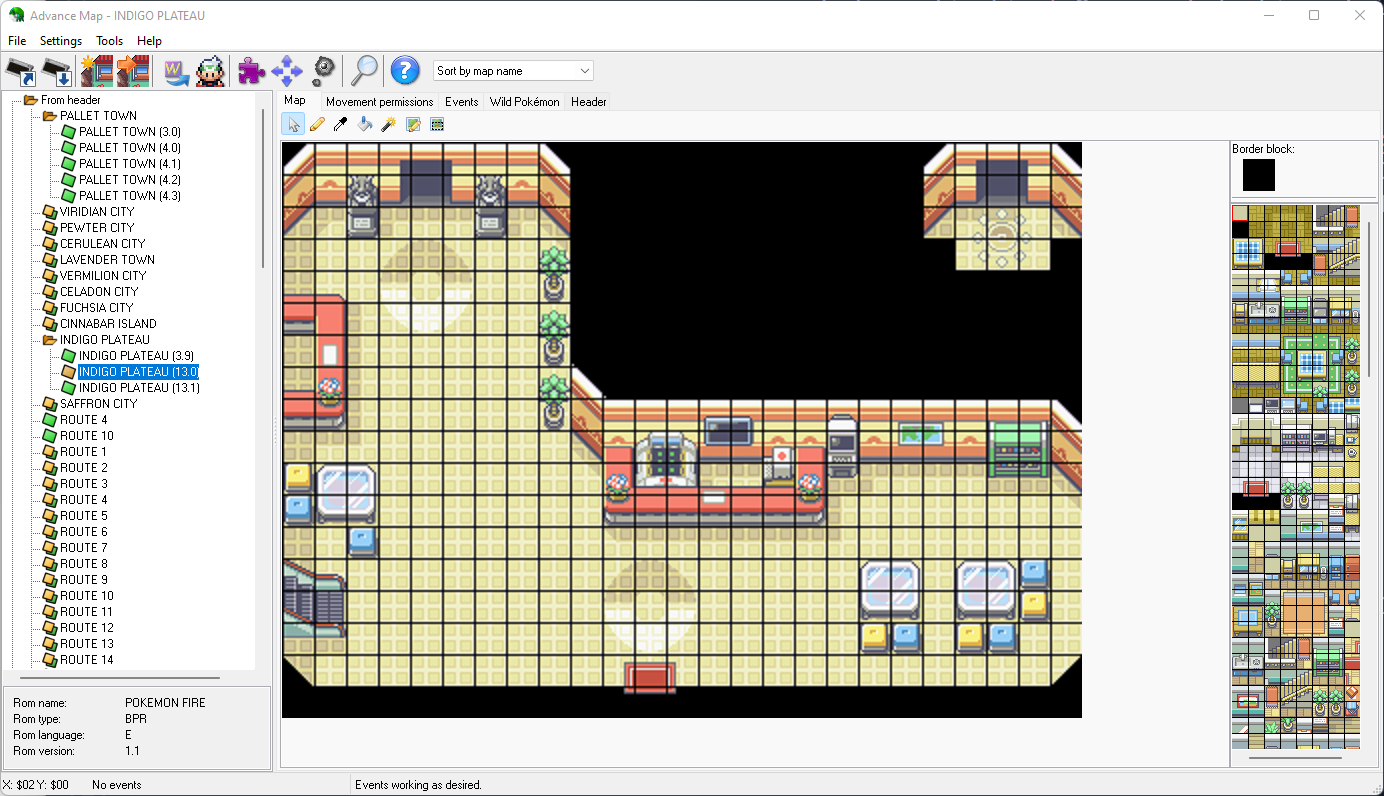 Advance Map - INDIGO PLATEAU
File Settings Tools Help
W ? Sort by map name
From header
PALLET TOWN
PALLET TOWN (3.0)
PALLET TOWN (4.0)
PALLET TOWN (4.1)
PALLET TOWN (4.2)
PALLET TOWN (4.3)
VIRIDIAN CITY
PEWTER CITY
CERULEAN CITY
LAVENDER TOWN
VERMILION CITY
CELADON CITY
FUCHSIA CITY
CINNABAR ISLAND
INDIGO PLATEAU
INDIGO PLATEAU (3.9)
INDIGO PLATEAU (13.0)
INDIGO PLATEAU (13.1)
SAFFRON CITY
ROUTE 4
ROUTE 10
ROUTE 1
ROUTE 2
ROUTE 3
ROUTE 4
ROUTE 5
ROUTE 6
ROUTE 7
ROUTE 8
ROUTE 9
ROUTE 10
ROUTE 11
ROUTE 12
ROUTE 13
ROUTE 14
Rom name: POKEMON FIRE
Rom type: BPR
Rom language: E
Rom version: 1.1
Map Movement permissions Events Wild Pokémon Header
Border block:
X: $02 Y: $00 No events Events working as desired.